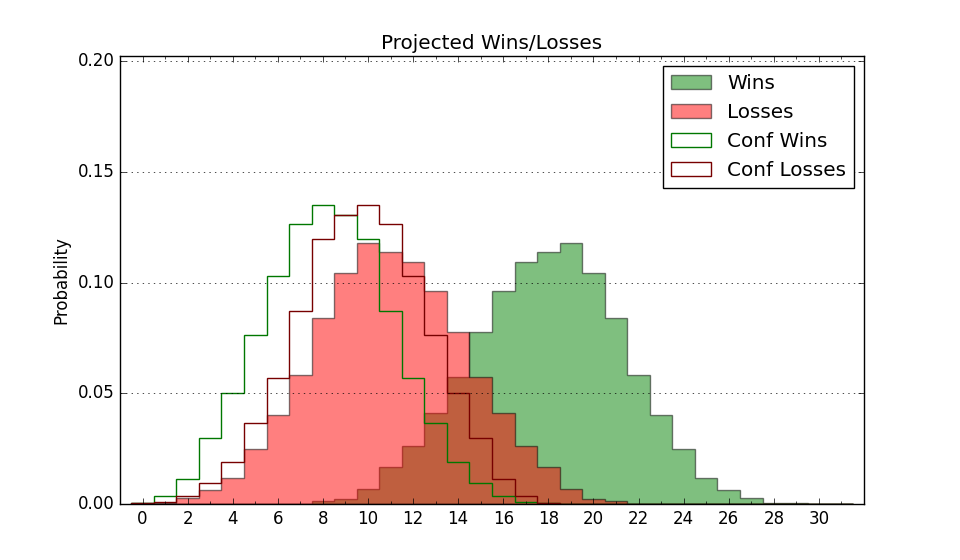 Projected Wins/Losses
Wins
Losses
Conf Wins
Conf Losses
Probability
0.20
0.15
0.10
0.05
0.00
0 2 4 6 8 10 12 14 16 18 20 22 24 26 28 30